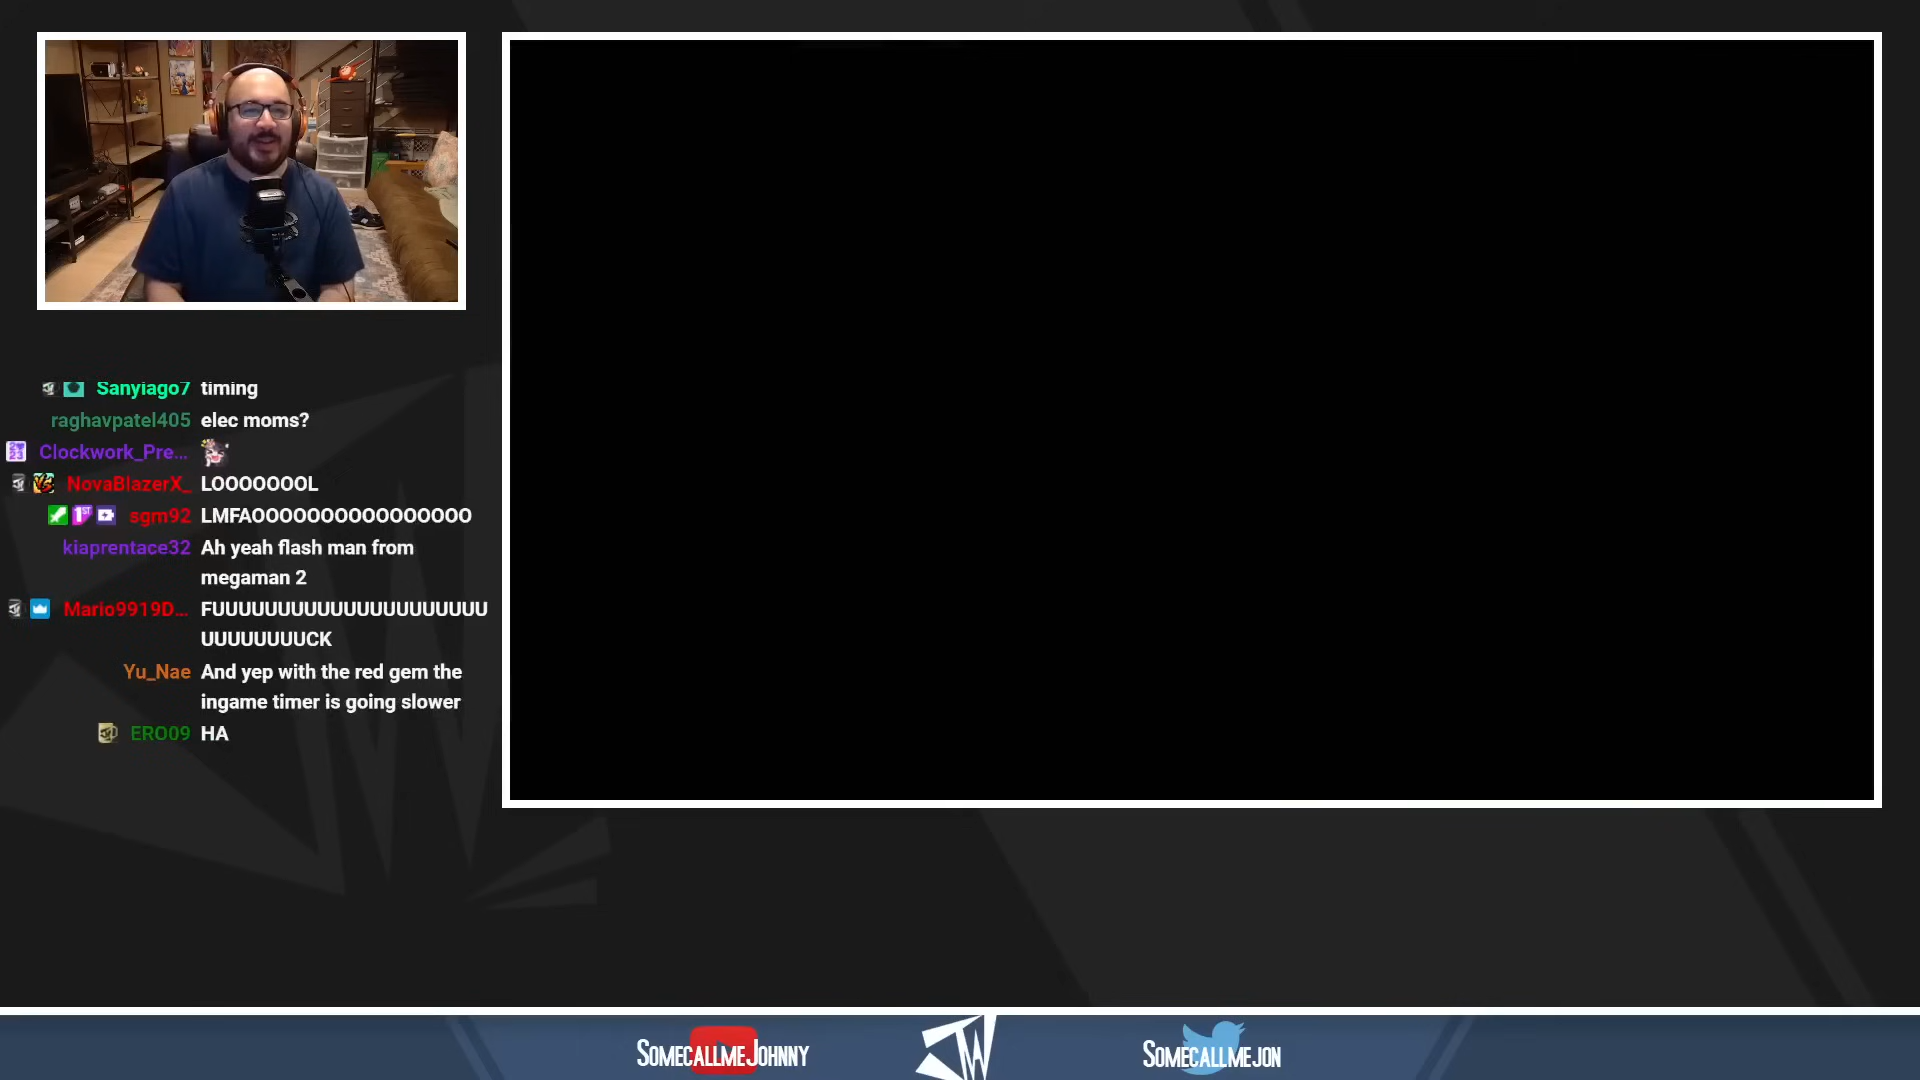 Sanyiago7 timing
raghavpatel405 elec moms?
Clockwork_Pre...
NovaBlazerX_ LOOOOOOOL
sgm92 LMFAOOOOOOOOOOOOOOOO
kiaprentace32 Ah yeah flash man from
megaman 2
Mario9919D... FUUUUUUUUUUUUUUUUUUUUU
UUUUUUUUCK
Yu_Nae And yep with the red gem the
ingame timer is going slower
ERO09 HA
SOMECALLMEJOHNNY
SOMECALLMEJON